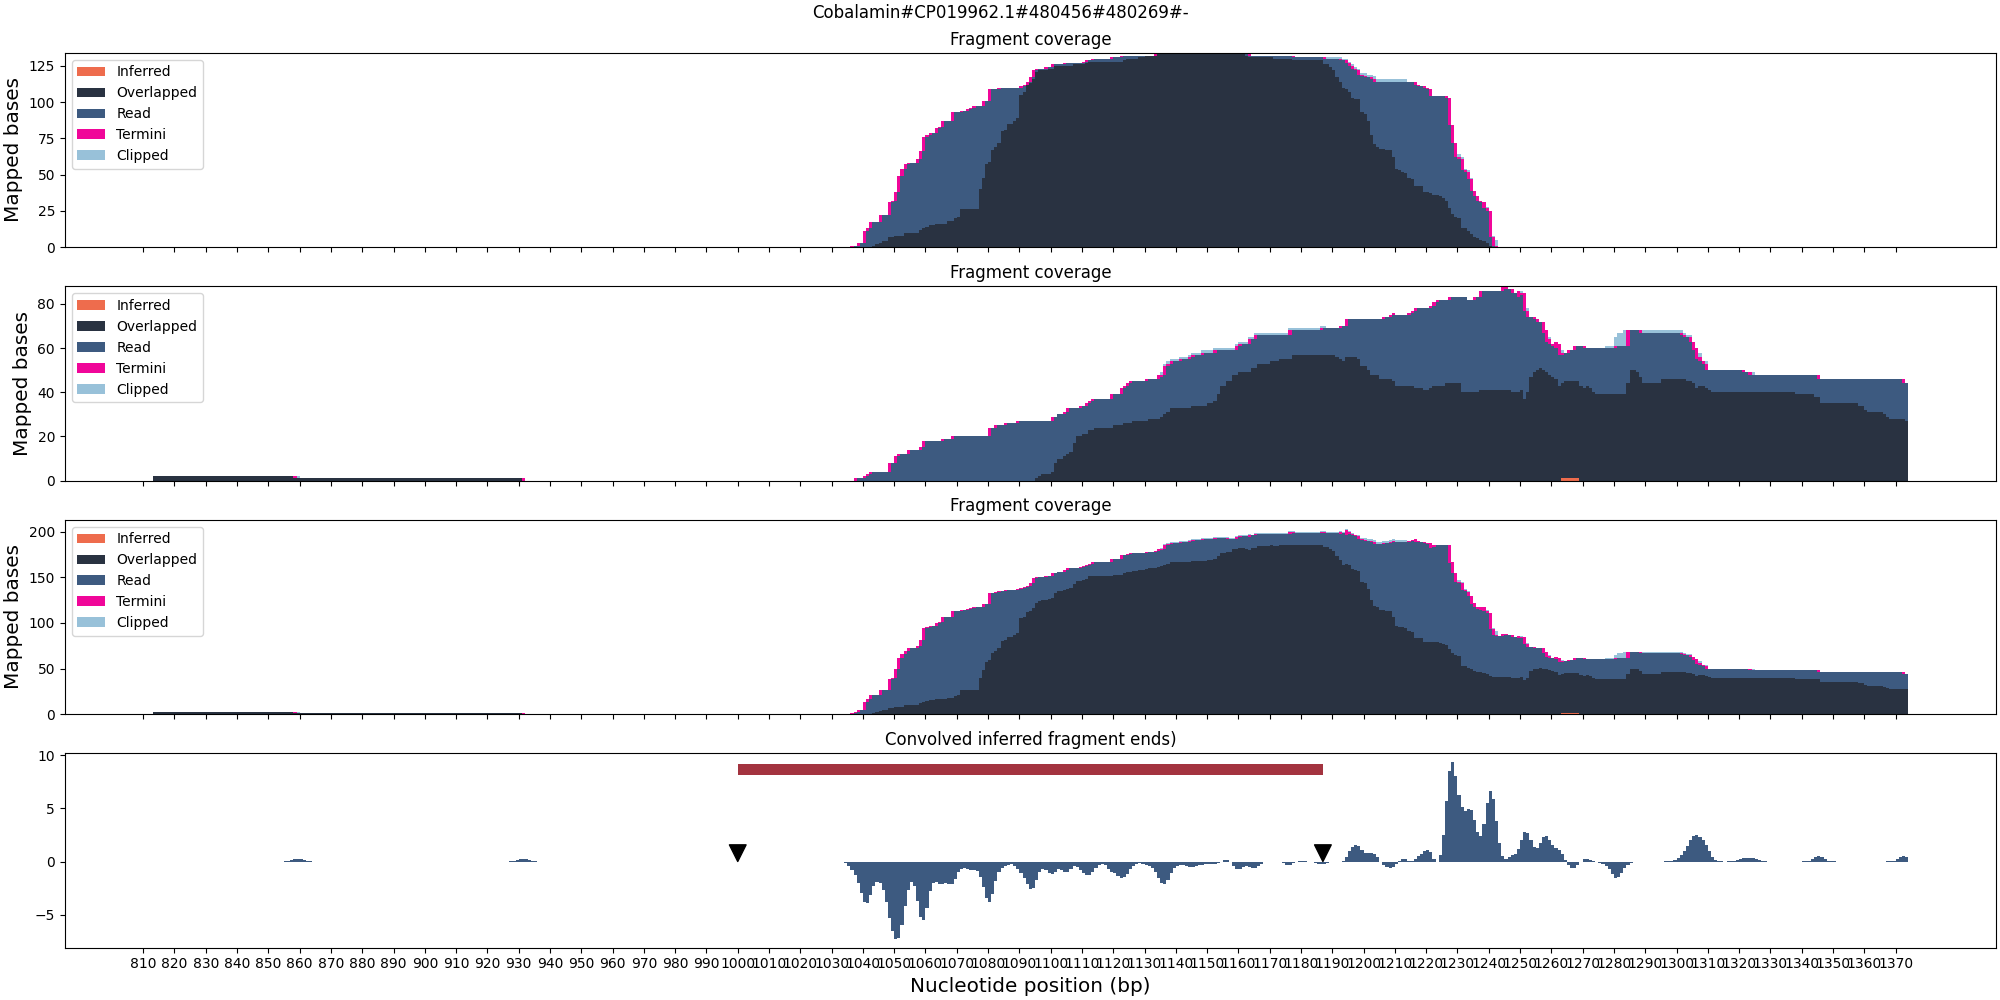 Cobalamin#CP019962.1#480456#480269#-
Fragment coverage
Mapped bases
125
100
75
50
25
0
Inferred
Overlapped
Read
Termini
Clipped
Fragment coverage
Mapped bases
80
60
40
20
0
Inferred
Overlapped
Read
Termini
Clipped
Fragment coverage
Mapped bases
200
150
100
50
0
Inferred
Overlapped
Read
Termini
Clipped
Convolved inferred fragment ends)
10
5
0
−5
810 820 830 840 850 860 870 880 890 900 910 920 930 940 950 960 970 980 990 1000 1010 1020 1030 1040 1050 1060 1070 1080 1090 1100 1110 1120 1130 1140 1150 1160 1170 1180 1190 1200 1210 1220 1230 1240 1250 1260 1270 1280 1290 1300 1310 1320 1330 1340 1350 1360 1370
Nucleotide position (bp)